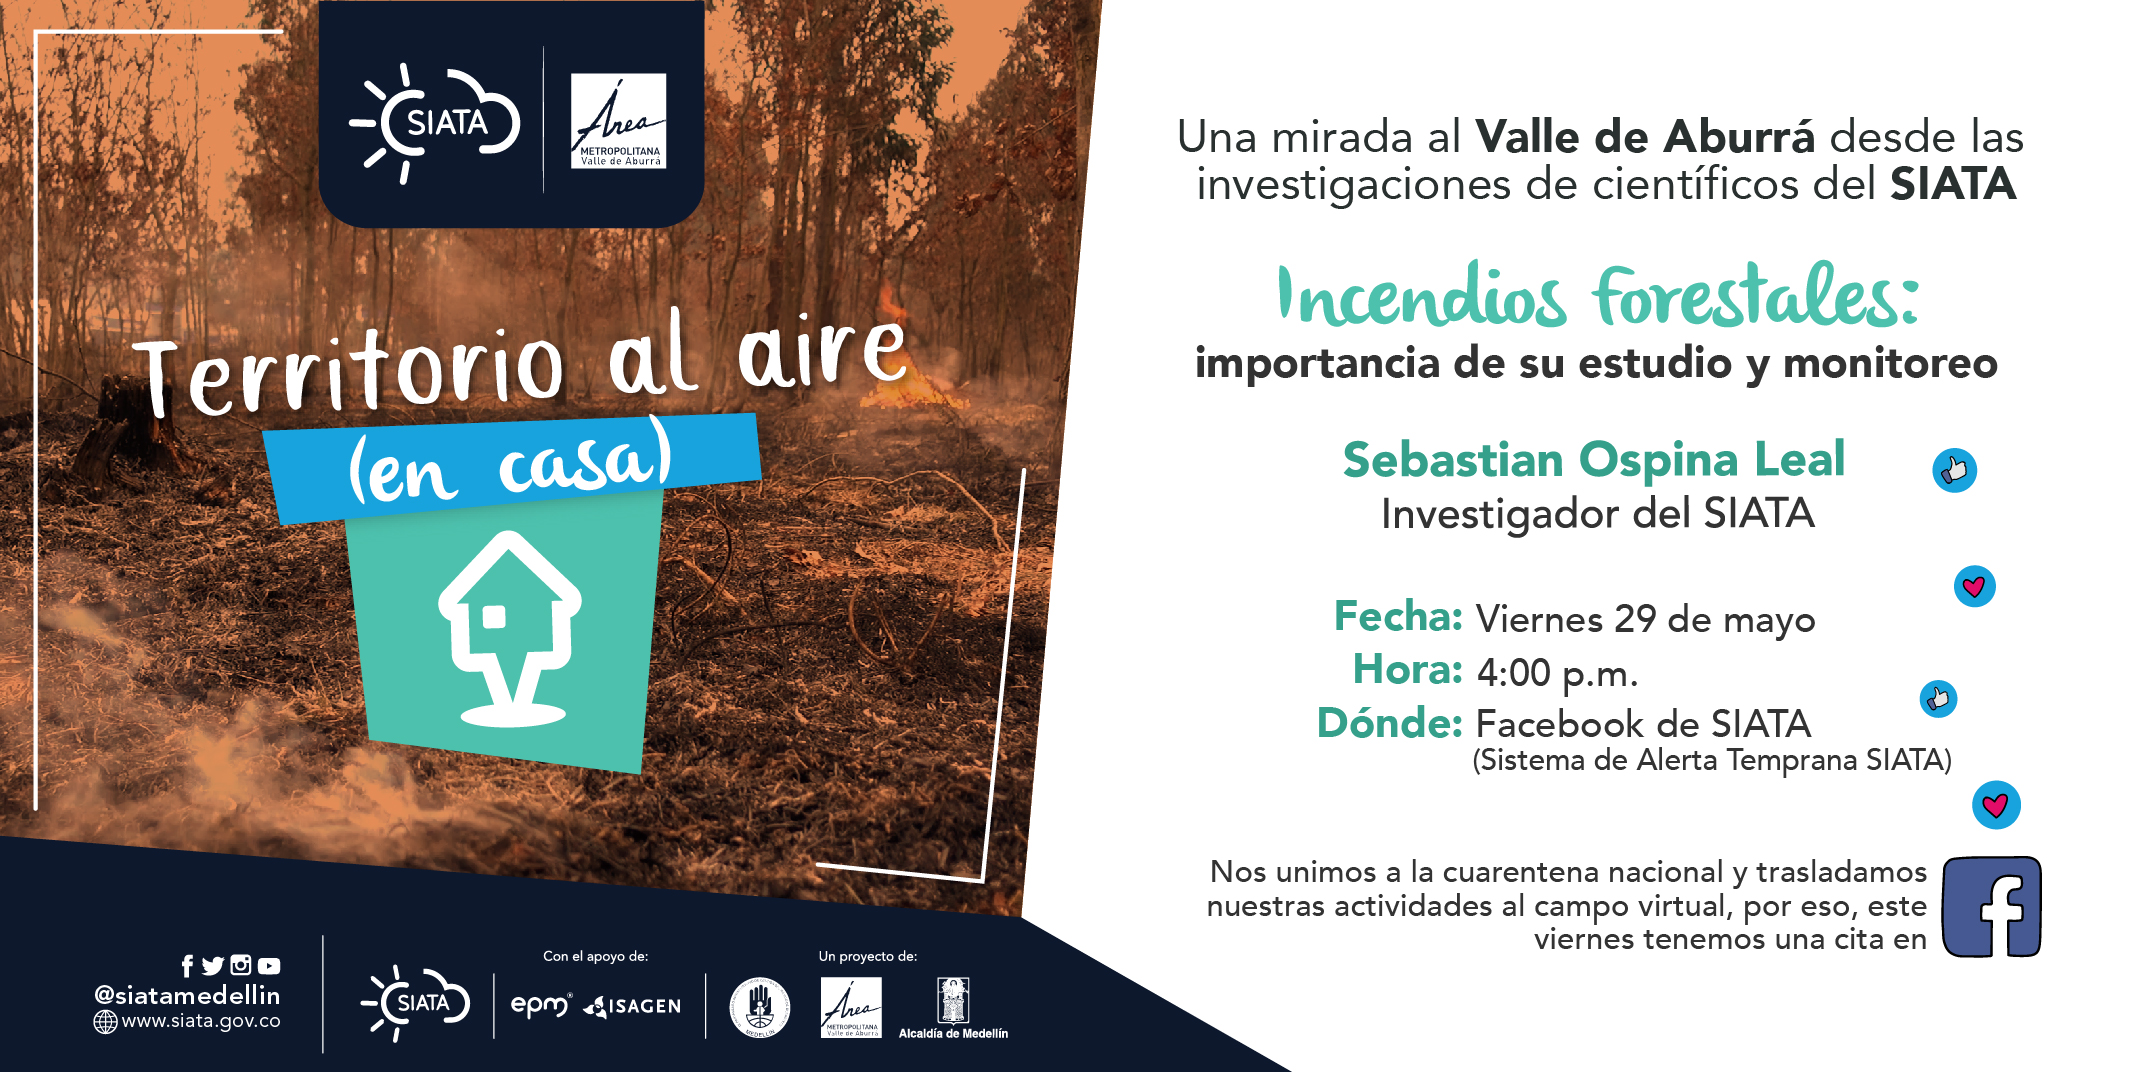 SIATA
Área
METROPOLITANA
Valle de Aburrá
Territorio al aire
(en casa)
Una mirada al Valle de Aburrá desde las
investigaciones de científicos del SIATA
Incendios forestales:
importancia de su estudio y monitoreo
Sebastian Ospina Leal
Investigador del SIATA
Fecha: Viernes 29 de mayo
Hora: 4:00 p.m.
Dónde: Facebook de SIATA
(Sistema de Alerta Temprana SIATA)
Nos unimos a la cuarentena nacional y trasladamos
nuestras actividades al campo virtual, por eso, este
viernes tenemos una cita en
@siatamedellin
www.siata.gov.co
SIATA
Con el apoyo de:
epm®
ISAGEN
Un proyecto de:
MEDELLÍN
Área
METROPOLITANA
Valle de Aburrá
Alcaldía de Medellín